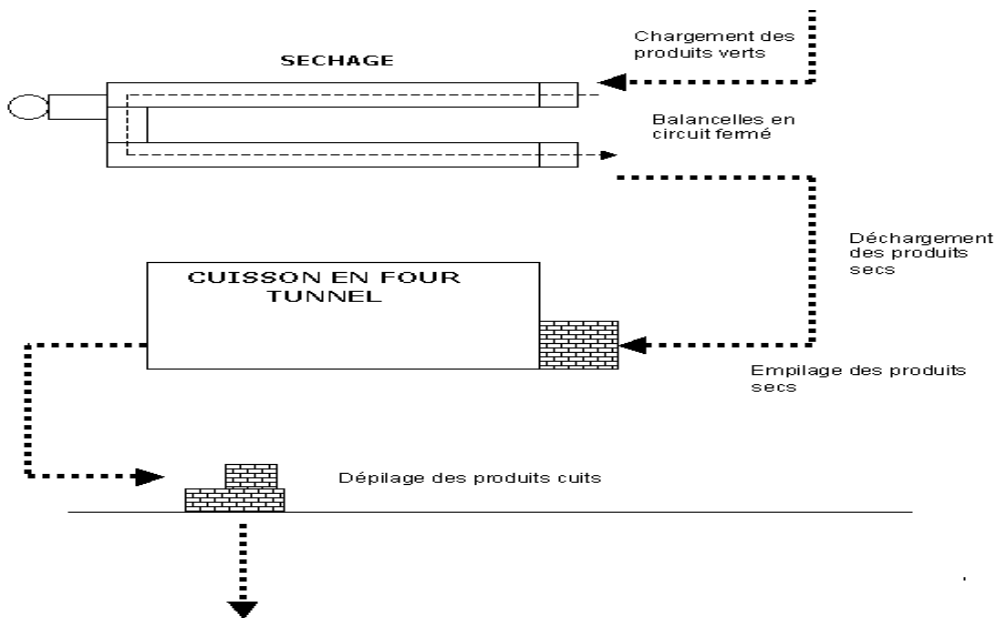 Chargement des
produits verts
SECHAGE
Balancelles en
circuit fermé
Déchargement
des produits
secs
CUISSON EN FOUR
TUNNEL
Empilage des produits
secs
Dépilage des produits cuits